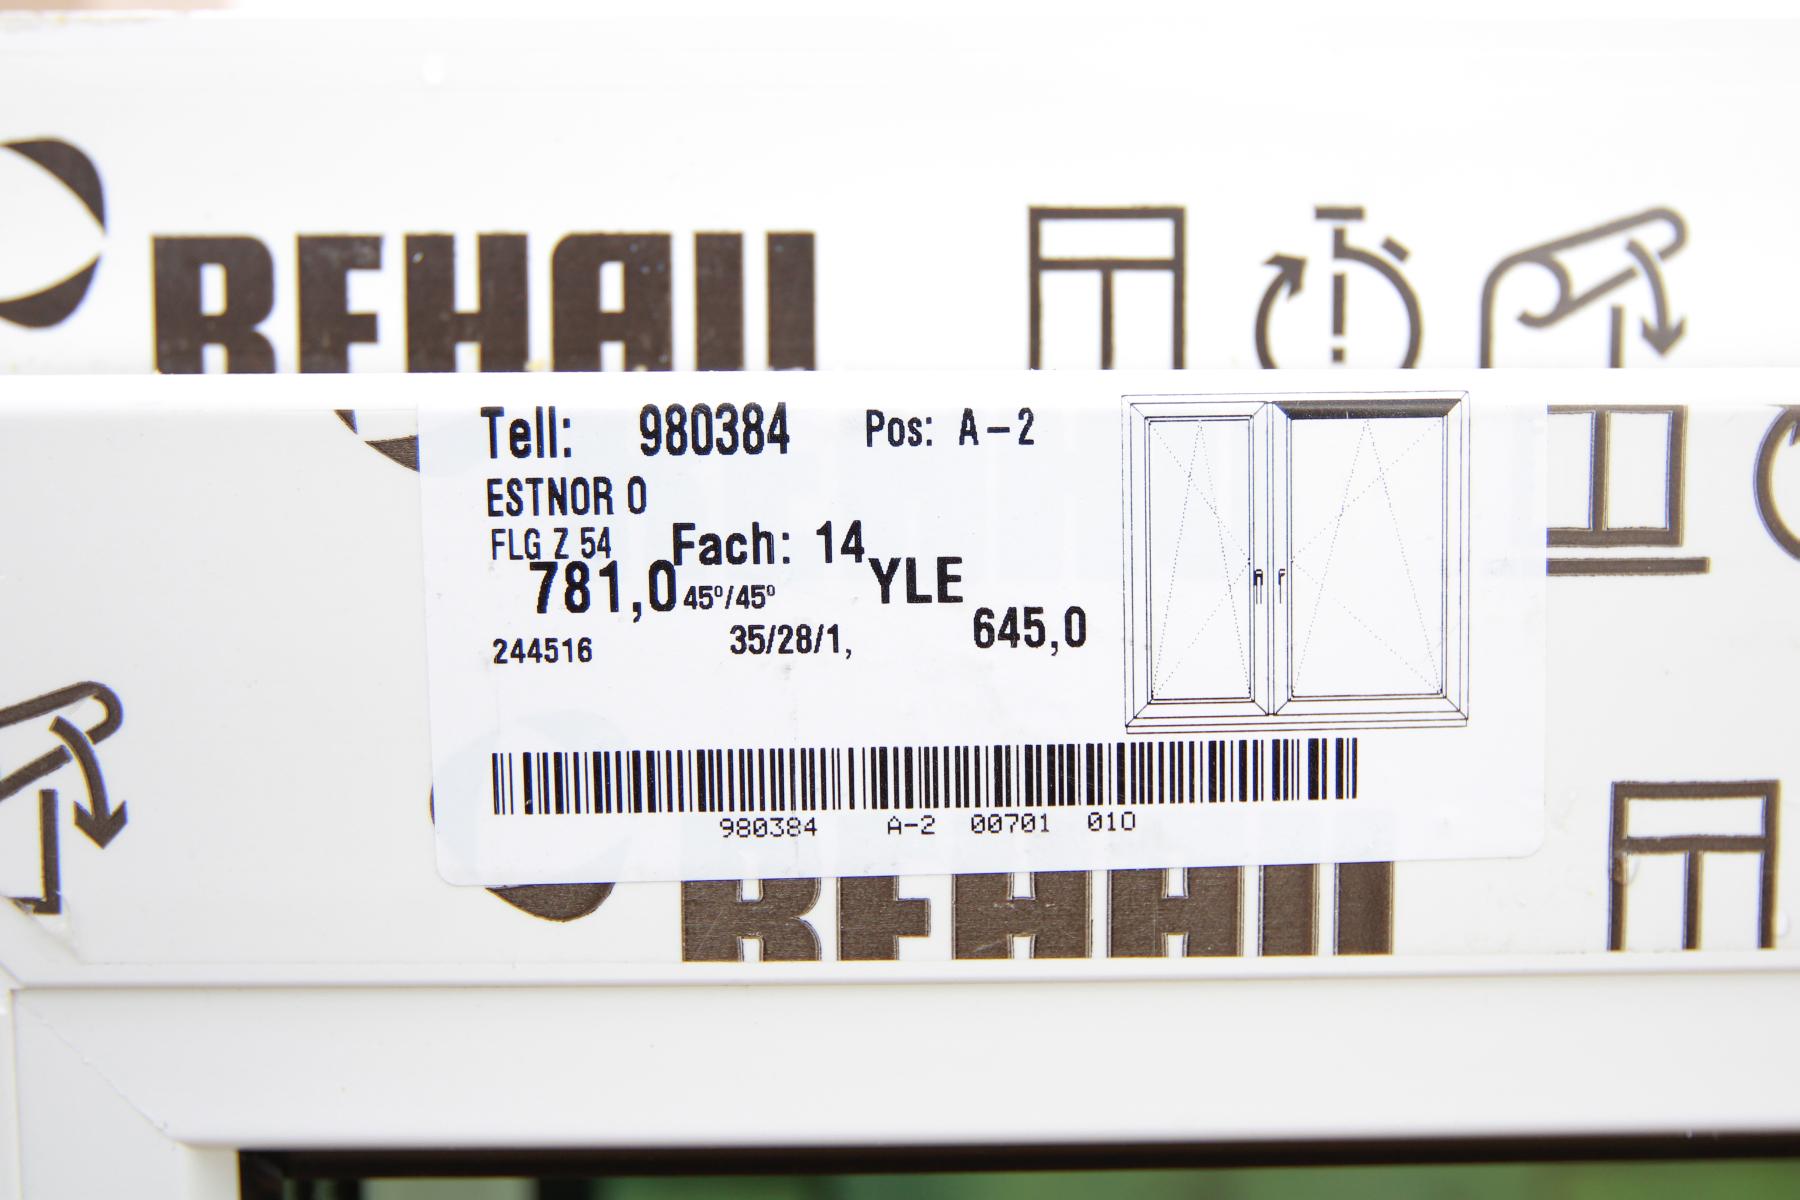 REHAU
Tell: 980384 Pos: A-2
ESTNOR O
FLG Z 54 Fach: 14
781,0 45°/45° YLE
244516 35/28/1, 645,0
980384 A-2 00701 010
REHAU